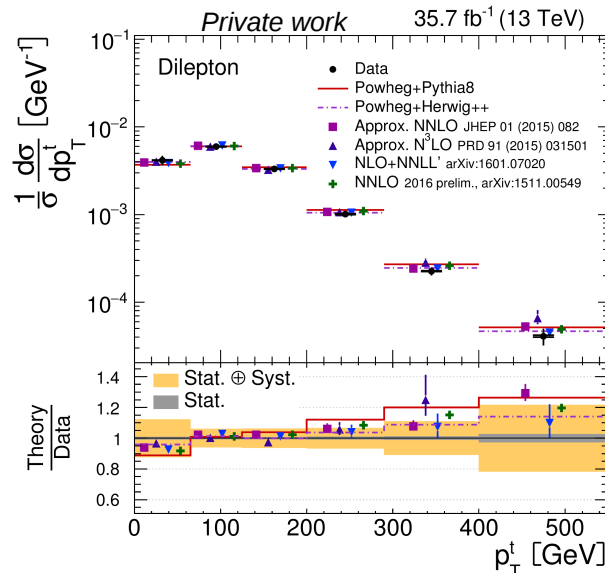 Private work 35.7 fb⁻¹ (13 TeV)
Dilepton
Data
Powheg+Pythia8
Powheg+Herwig++
Approx. NNLO JHEP 01 (2015) 082
Approx. N³LO PRD 91 (2015) 031501
NLO+NNLL' arXiv:1601.07020
NNLO 2016 prelim., arXiv:1511.00549
1/σ dσ/dp_T^t [GeV⁻¹]
10⁻¹
10⁻²
10⁻³
10⁻⁴
Stat. ⊕ Syst.
Stat.
Theory
Data
1.4
1.2
1
0.8
0.6
0 100 200 300 400 500
p_T^t [GeV]